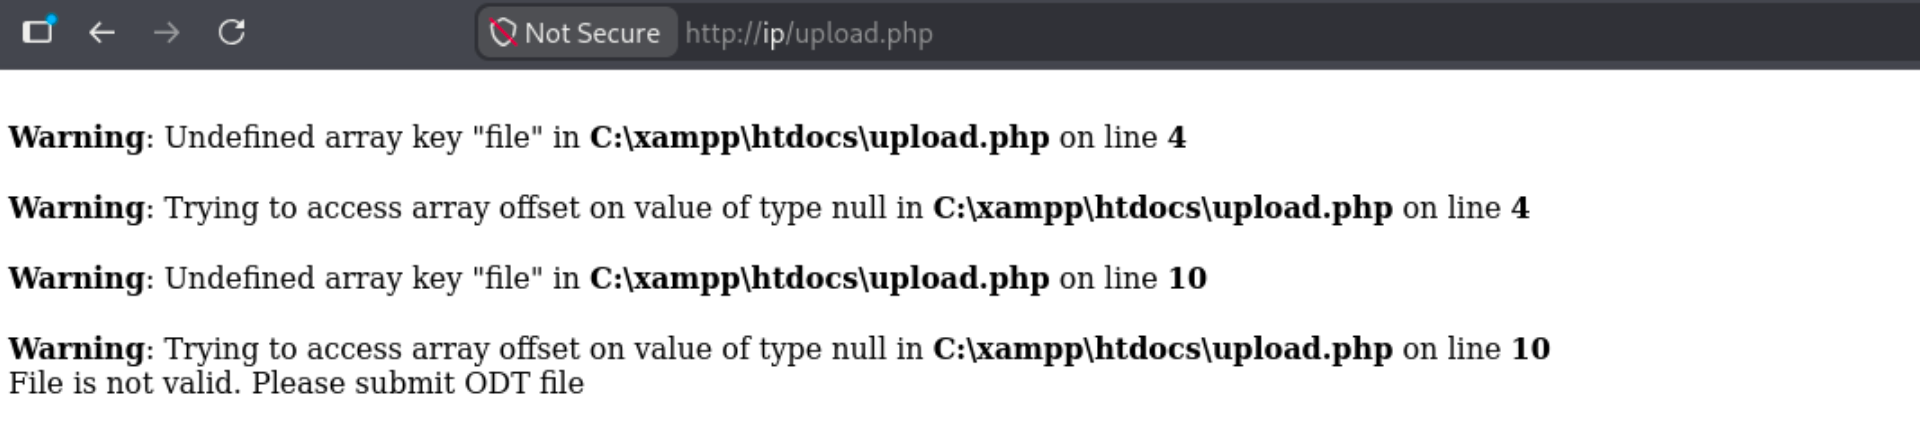 Not Secure http://ip/upload.php
Warning: Undefined array key "file" in C:\xampp\htdocs\upload.php on line 4
Warning: Trying to access array offset on value of type null in C:\xampp\htdocs\upload.php on line 4
Warning: Undefined array key "file" in C:\xampp\htdocs\upload.php on line 10
Warning: Trying to access array offset on value of type null in C:\xampp\htdocs\upload.php on line 10
File is not valid. Please submit ODT file